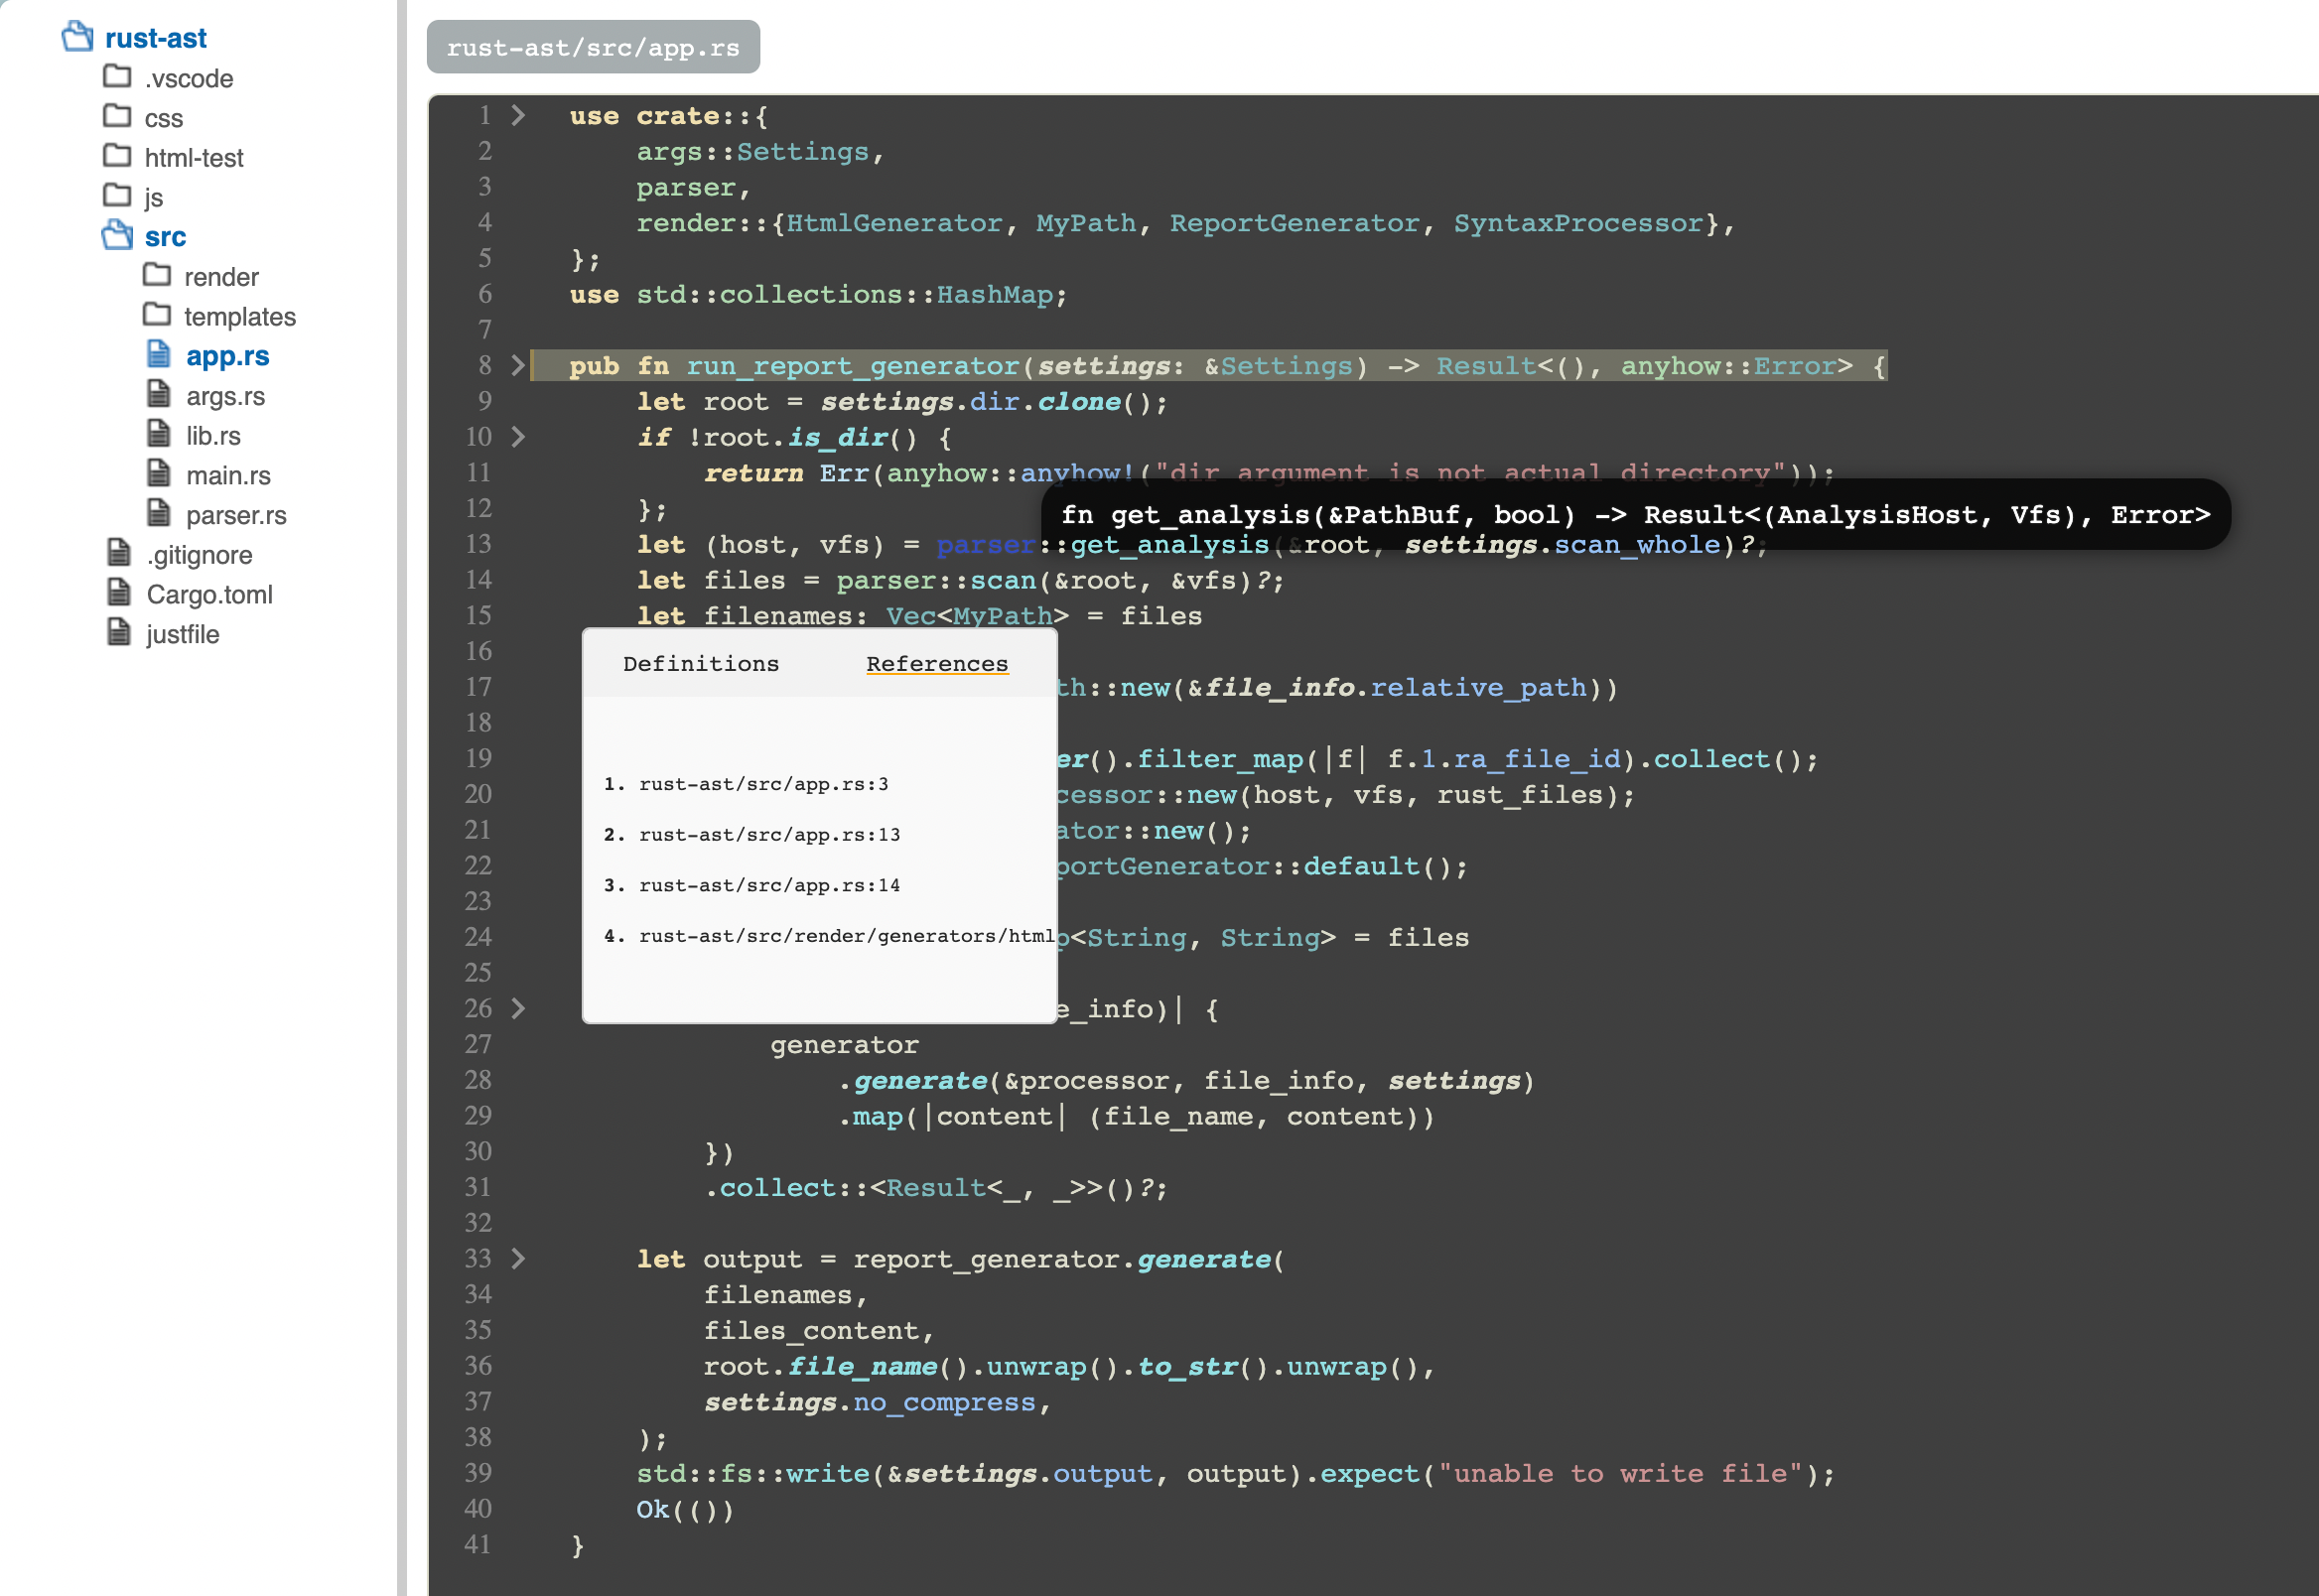 rust-ast
.vscode
css
html-test
js
src
render
templates
app.rs
args.rs
lib.rs
main.rs
parser.rs
.gitignore
Cargo.toml
justfile
rust-ast/src/app.rs
1 use crate::{
2 args::Settings,
3 parser,
4 render::{HtmlGenerator, MyPath, ReportGenerator, SyntaxProcessor},
5 };
6 use std::collections::HashMap;
7
8 pub fn run_report_generator(settings: &Settings) -> Result<(), anyhow::Error> {
9 let root = settings.dir.clone();
10 if !root.is_dir() {
11 return Err(anyhow::anyhow!("dir argument is not actual directory"));
12 };
fn get_analysis(&PathBuf, bool) -> Result<(AnalysisHost, Vfs), Error>
13 let (host, vfs) = parser::get_analysis(&root, settings.scan_whole)?;
14 let files = parser::scan(&root, &vfs)?;
15 let filenames: Vec<MyPath> = files
16
Definitions References
17 th::new(&file_info.relative_path))
18
19 er().filter_map(|f| f.1.ra_file_id).collect();
1. rust-ast/src/app.rs:3
20 cessor::new(host, vfs, rust_files);
2. rust-ast/src/app.rs:13
21 ator::new();
22 portGenerator::default();
3. rust-ast/src/app.rs:14
23
24 p<String, String> = files
4. rust-ast/src/render/generators/html
25
26 e_info)| {
27 generator
28 .generate(&processor, file_info, settings)
29 .map(|content| (file_name, content))
30 })
31 .collect::<Result<_, _>>()?;
32
33 let output = report_generator.generate(
34 filenames,
35 files_content,
36 root.file_name().unwrap().to_str().unwrap(),
37 settings.no_compress,
38 );
39 std::fs::write(&settings.output, output).expect("unable to write file");
40 Ok(())
41 }